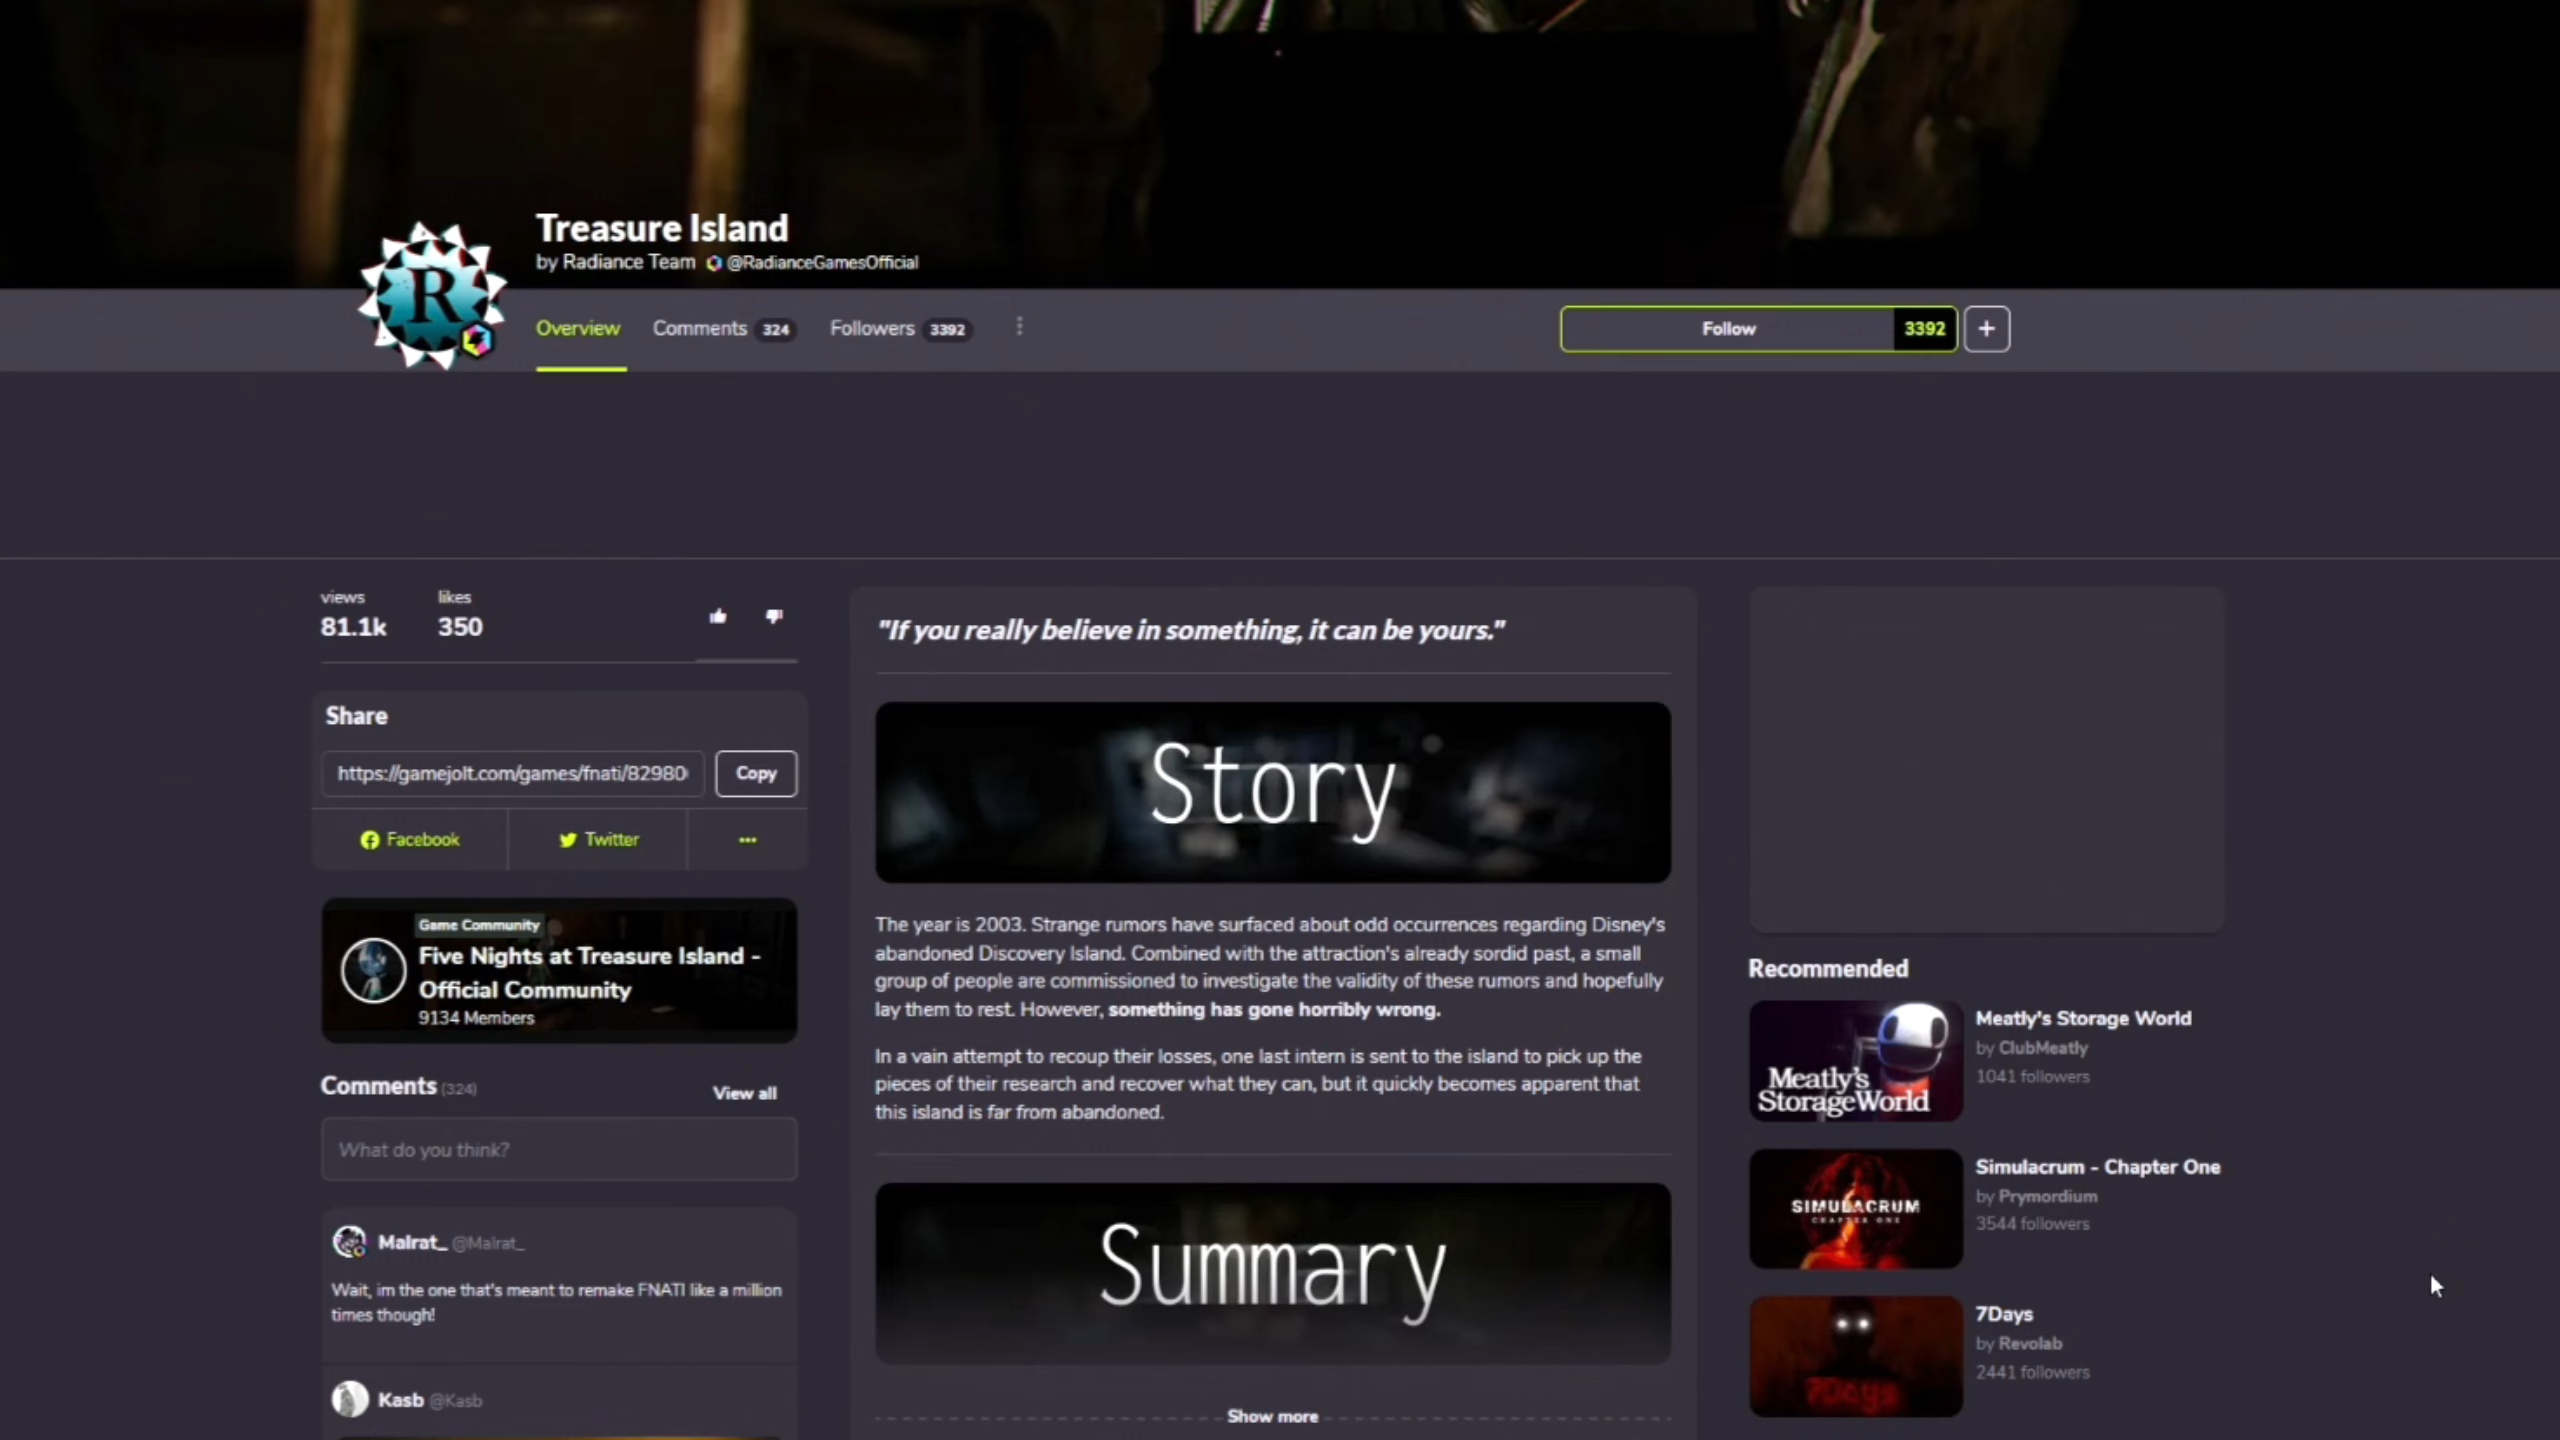 Treasure Island
by Radiance Team @RadianceGamesOfficial
R
Overview Comments 324 Followers 3392
Follow 3392 +
views likes
81.1k 350
Share
https://gamejolt.com/games/fnati/82980
Copy
Facebook Twitter ...
Game Community
Five Nights at Treasure Island -
Official Community
9134 Members
Comments (324) View all
What do you think?
Malrat_ @Malrat_
Wait, im the one that's meant to remake FNATI like a million
times though!
Kasb @Kasb
"If you really believe in something, it can be yours."
Story
The year is 2003. Strange rumors have surfaced about odd occurrences regarding Disney's
abandoned Discovery Island. Combined with the attraction's already sordid past, a small
group of people are commissioned to investigate the validity of these rumors and hopefully
lay them to rest. However, something has gone horribly wrong.
In a vain attempt to recoup their losses, one last intern is sent to the island to pick up the
pieces of their research and recover what they can, but it quickly becomes apparent that
this island is far from abandoned.
Summary
Show more
Recommended
Meatly's
StorageWorld
Meatly's Storage World
by ClubMeatly
1041 followers
SIMULACRUM
CHAPTER ONE
Simulacrum - Chapter One
by Prymordium
3544 followers
7Days
7Days
by Revolab
2441 followers